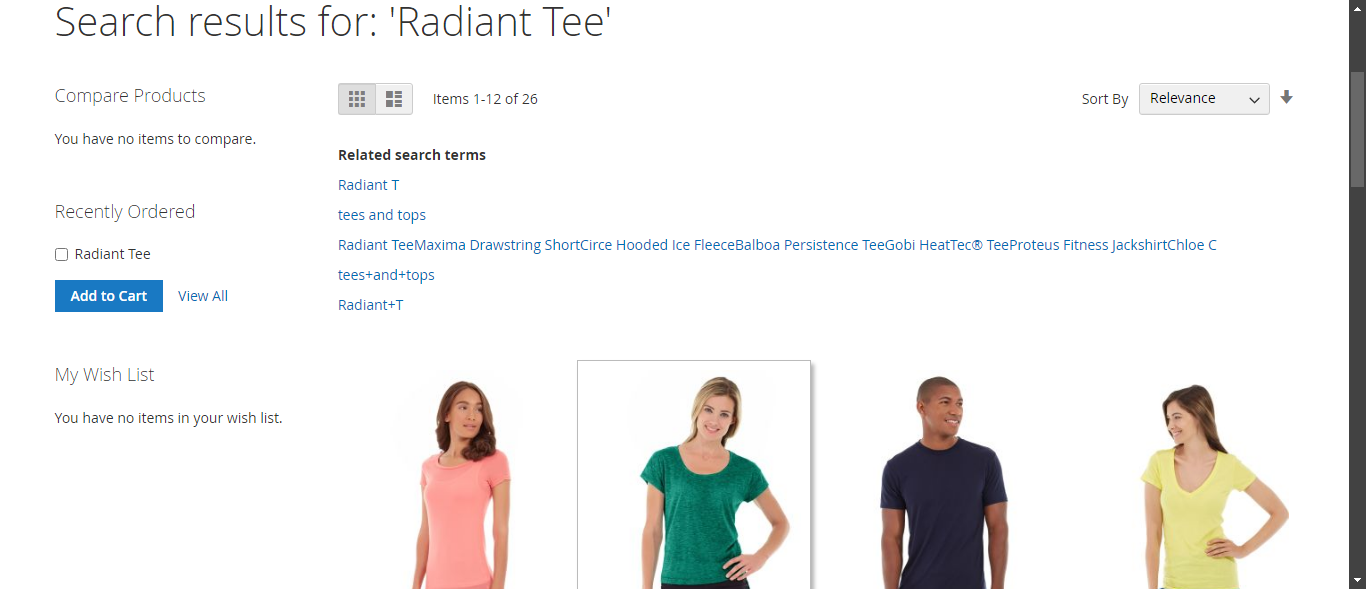 Search results for: 'Radiant Tee'
Compare Products
You have no items to compare.
Recently Ordered
Radiant Tee
Add to Cart View All
My Wish List
You have no items in your wish list.
Items 1-12 of 26
Sort By Relevance
Related search terms
Radiant T
tees and tops
Radiant TeeMaxima Drawstring ShortCirce Hooded Ice FleeceBalboa Persistence TeeGobi HeatTec® TeeProteus Fitness JackshirtChloe C
tees+and+tops
Radiant+T